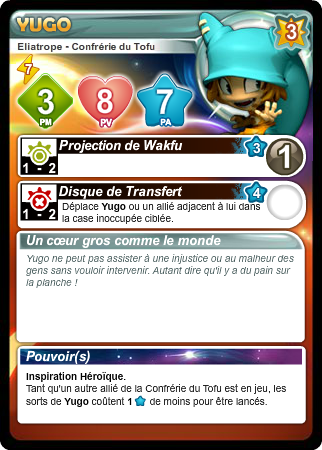 YUGO
3
Eliatrope - Confrérie du Tofu
7
3
PM
8
PV
7
PA
Projection de Wakfu
3
1
1 - 2
Disque de Transfert
4
Déplace Yugo ou un allié adjacent à lui dans
la case inoccupée ciblée.
1 - 2
Un cœur gros comme le monde
Yugo ne peut pas assister à une injustice ou au malheur des
gens sans vouloir intervenir. Autant dire qu'il y a du pain sur
la planche !
Pouvoir(s)
Inspiration Héroïque.
Tant qu'un autre allié de la Confrérie du Tofu est en jeu, les
sorts de Yugo coûtent 1 de moins pour être lancés.